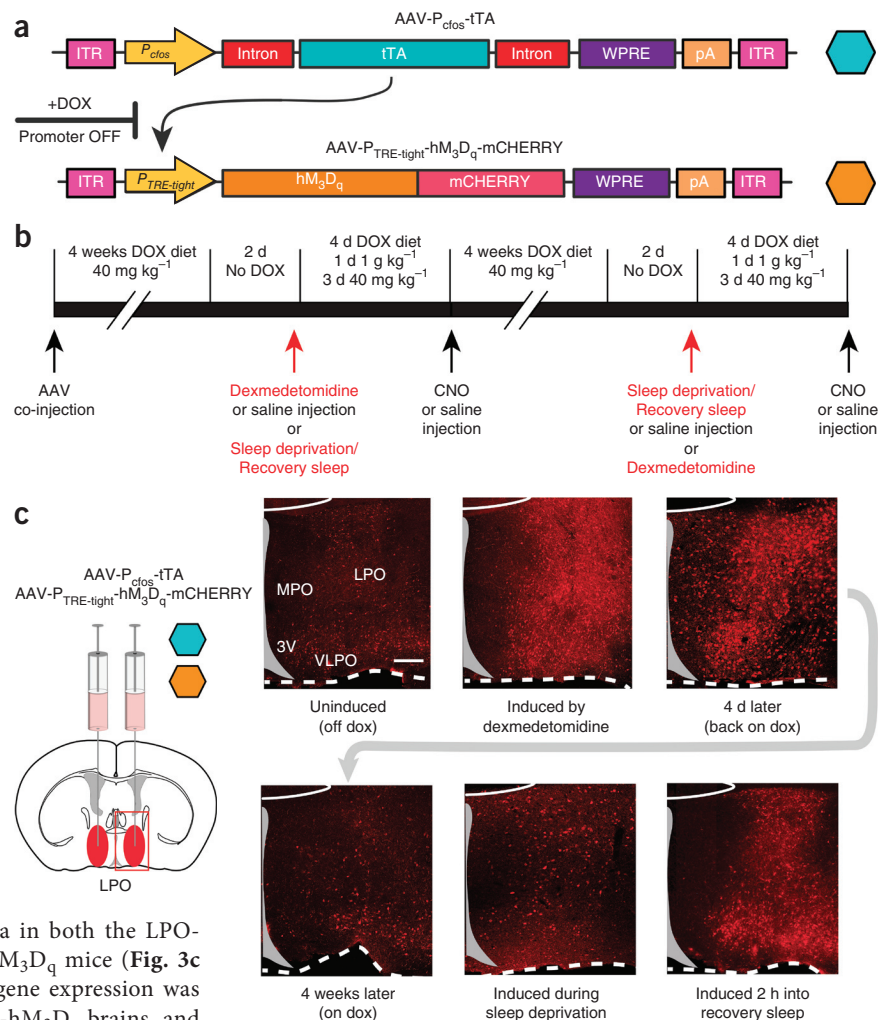 a
AAV-Pcfos-tTA
ITR Pcfos Intron tTA Intron WPRE pA ITR
+DOX
Promoter OFF
AAV-PTRE-tight-hM3Dq-mCHERRY
ITR PTRE-tight hM3Dq mCHERRY WPRE pA ITR
b
4 weeks DOX diet
40 mg kg−1
2 d
No DOX
4 d DOX diet
1 d 1 g kg−1
3 d 40 mg kg−1
4 weeks DOX diet
40 mg kg−1
2 d
No DOX
4 d DOX diet
1 d 1 g kg−1
3 d 40 mg kg−1
AAV
co-injection
Dexmedetomidine
or saline injection
or
Sleep deprivation/
Recovery sleep
CNO
or saline
injection
Sleep deprivation/
Recovery sleep
or saline injection
or
Dexmedetomidine
CNO
or saline
injection
c
AAV-Pcfos-tTA
AAV-PTRE-tight-hM3Dq-mCHERRY
LPO
MPO
LPO
3V
VLPO
Uninduced
(off dox)
Induced by
dexmedetomidine
4 d later
(back on dox)
4 weeks later
(on dox)
Induced during
sleep deprivation
Induced 2 h into
recovery sleep
a in both the LPO-
M3Dq mice (Fig. 3c
gene expression was
-hM3D brains and